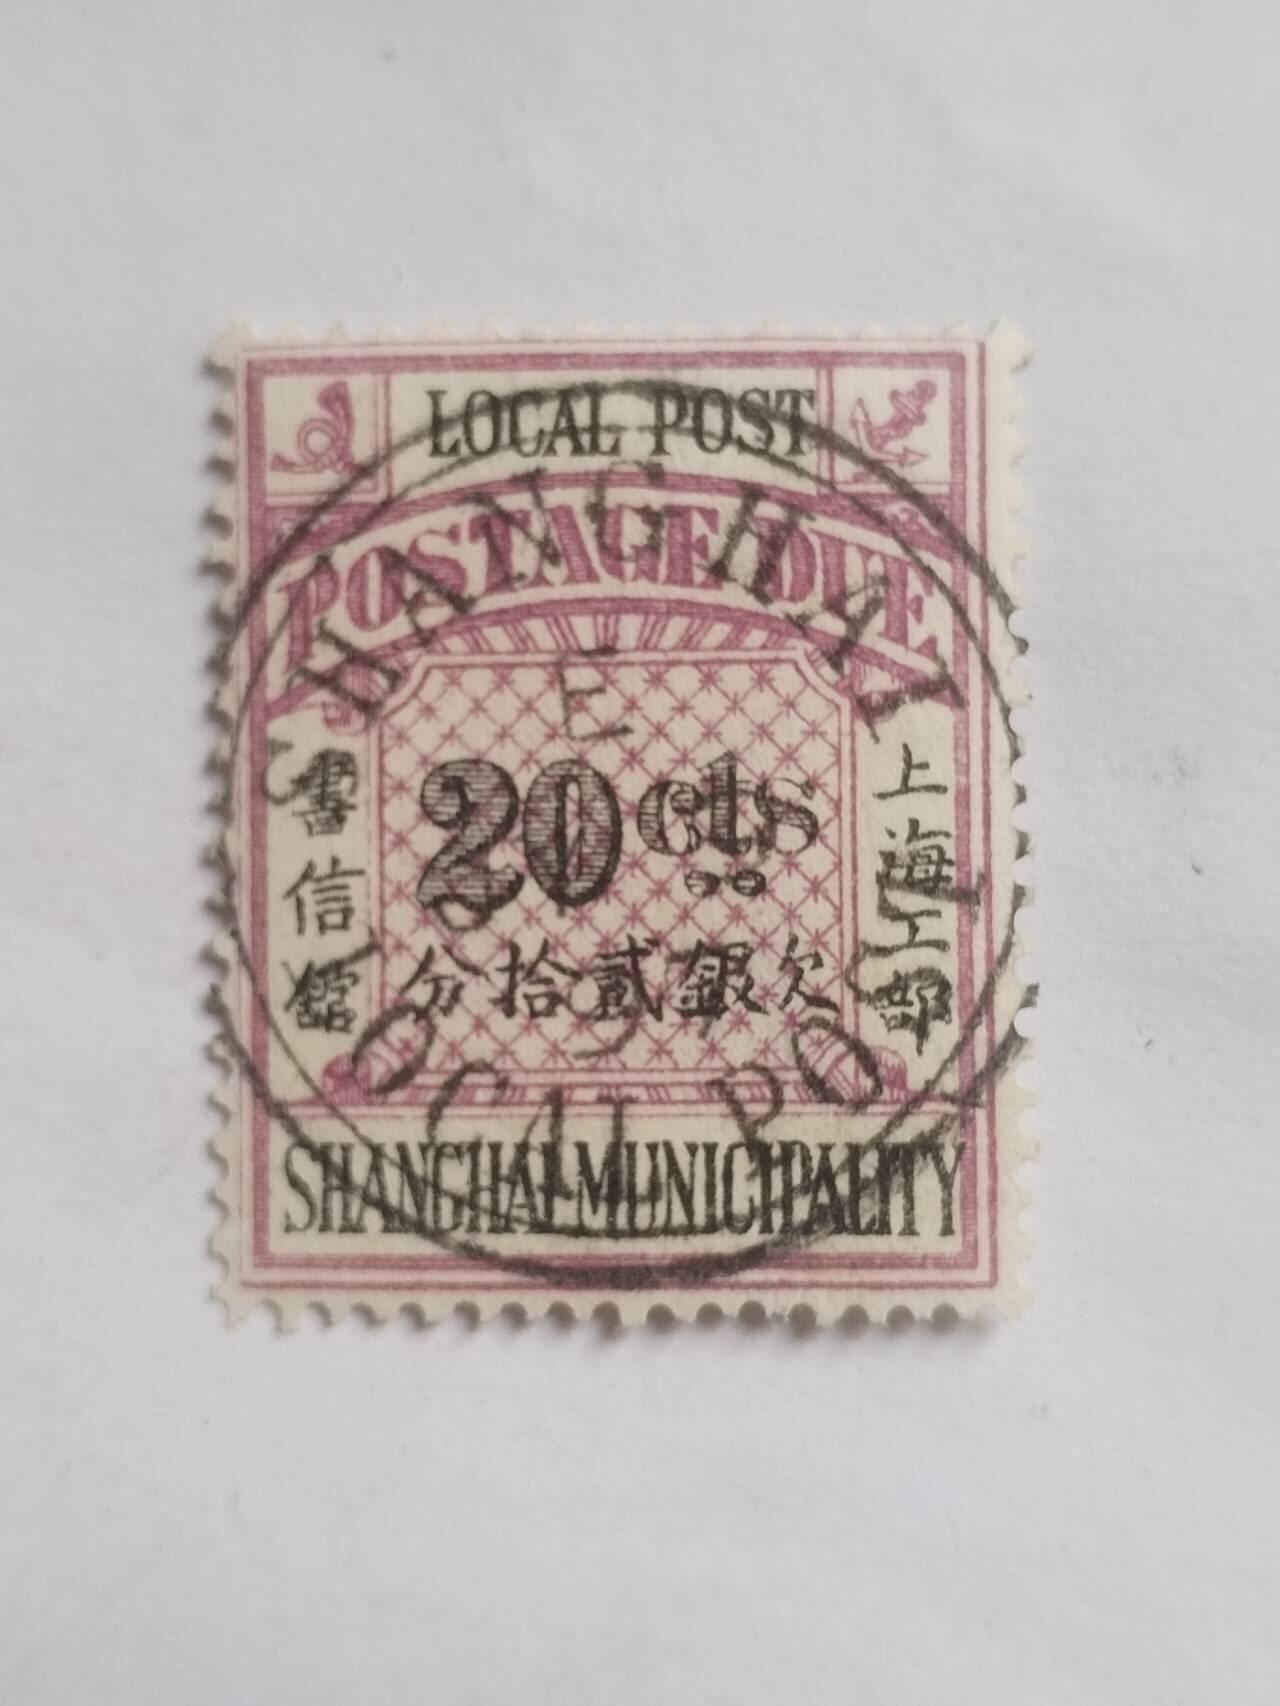 LOCAL POST
POSTAGE DUE
SHANGHAI
E
20 cts
上海工部
書信館
欠銀貳拾分
LOCAL PO
SHANGHAI MUNICIPALITY